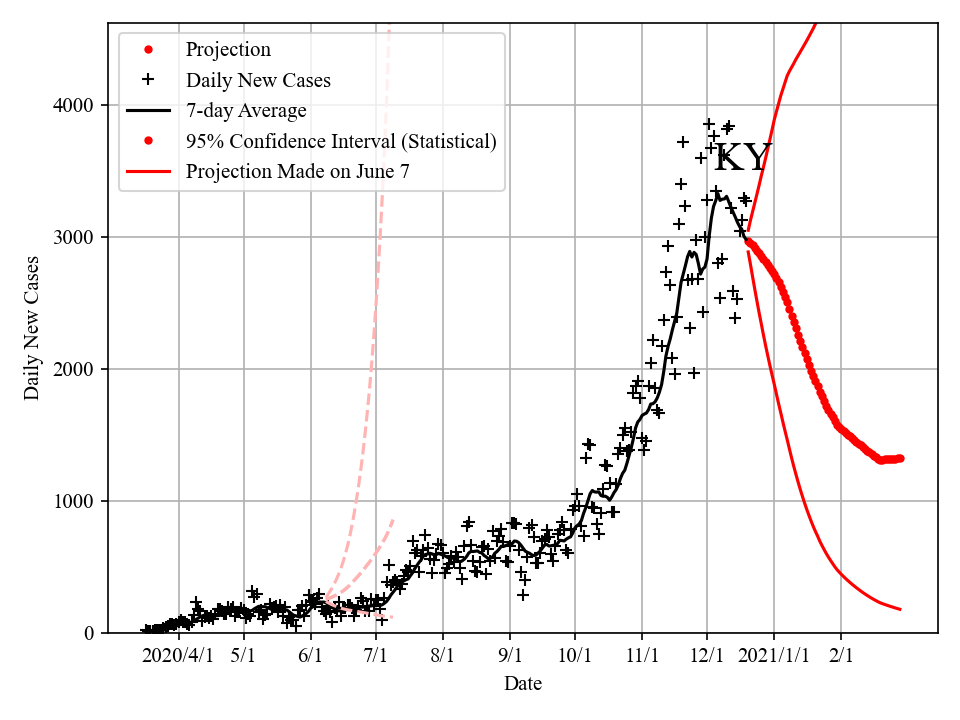 Projection
Daily New Cases
7-day Average
95% Confidence Interval (Statistical)
Projection Made on June 7
KY
4000
3000
2000
1000
0
Daily New Cases
2020/4/1 5/1 6/1 7/1 8/1 9/1 10/1 11/1 12/1 2021/1/1 2/1
Date